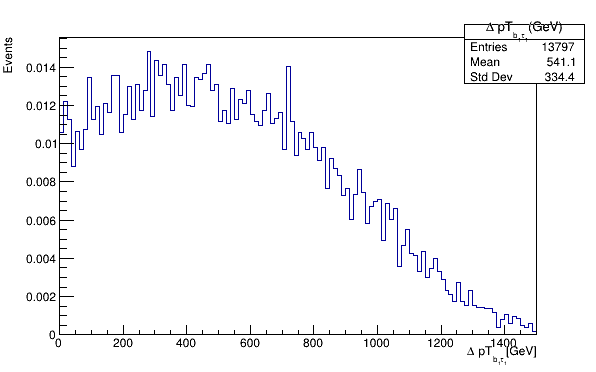 Δ pT_{b₁τ₁}(GeV)
Entries 13797
Mean 541.1
Std Dev 334.4
Events
0.014
0.012
0.01
0.008
0.006
0.004
0.002
0
0 200 400 600 800 1000 1200 1400
Δ pT_{b₁τ₁}[GeV]